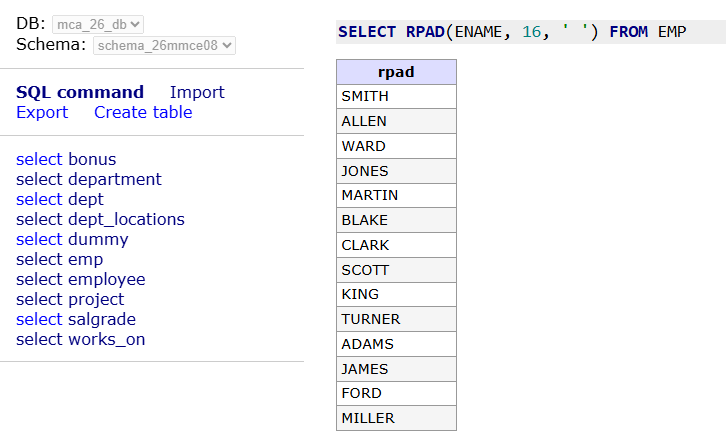 DB: mca_26_db
Schema: schema_26mmce08
SQL command Import
Export Create table
select bonus
select department
select dept
select dept_locations
select dummy
select emp
select employee
select project
select salgrade
select works_on
SELECT RPAD(ENAME, 16, ' ') FROM EMP
rpad
SMITH
ALLEN
WARD
JONES
MARTIN
BLAKE
CLARK
SCOTT
KING
TURNER
ADAMS
JAMES
FORD
MILLER